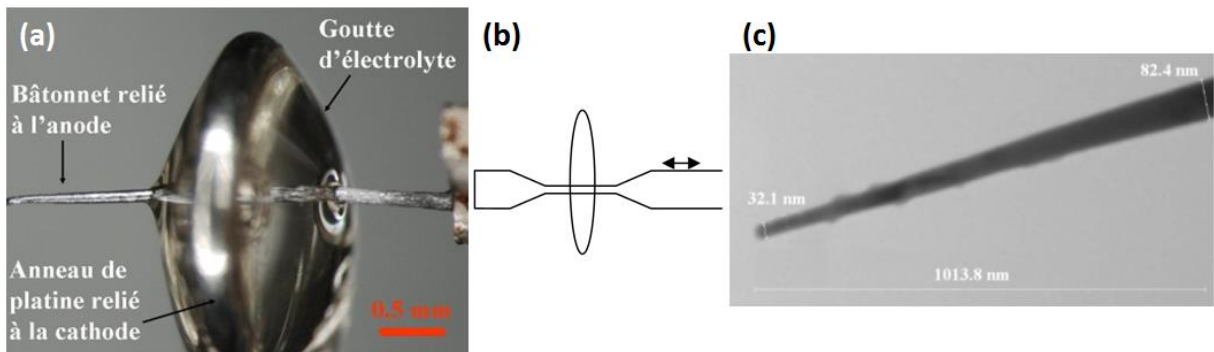 (a)
Goutte
d'électrolyte
Bâtonnet relié
à l'anode
Anneau de
platine relié
à la cathode
0.5 mm
(b)
(c)
82.4 nm
32.1 nm
1013.8 nm